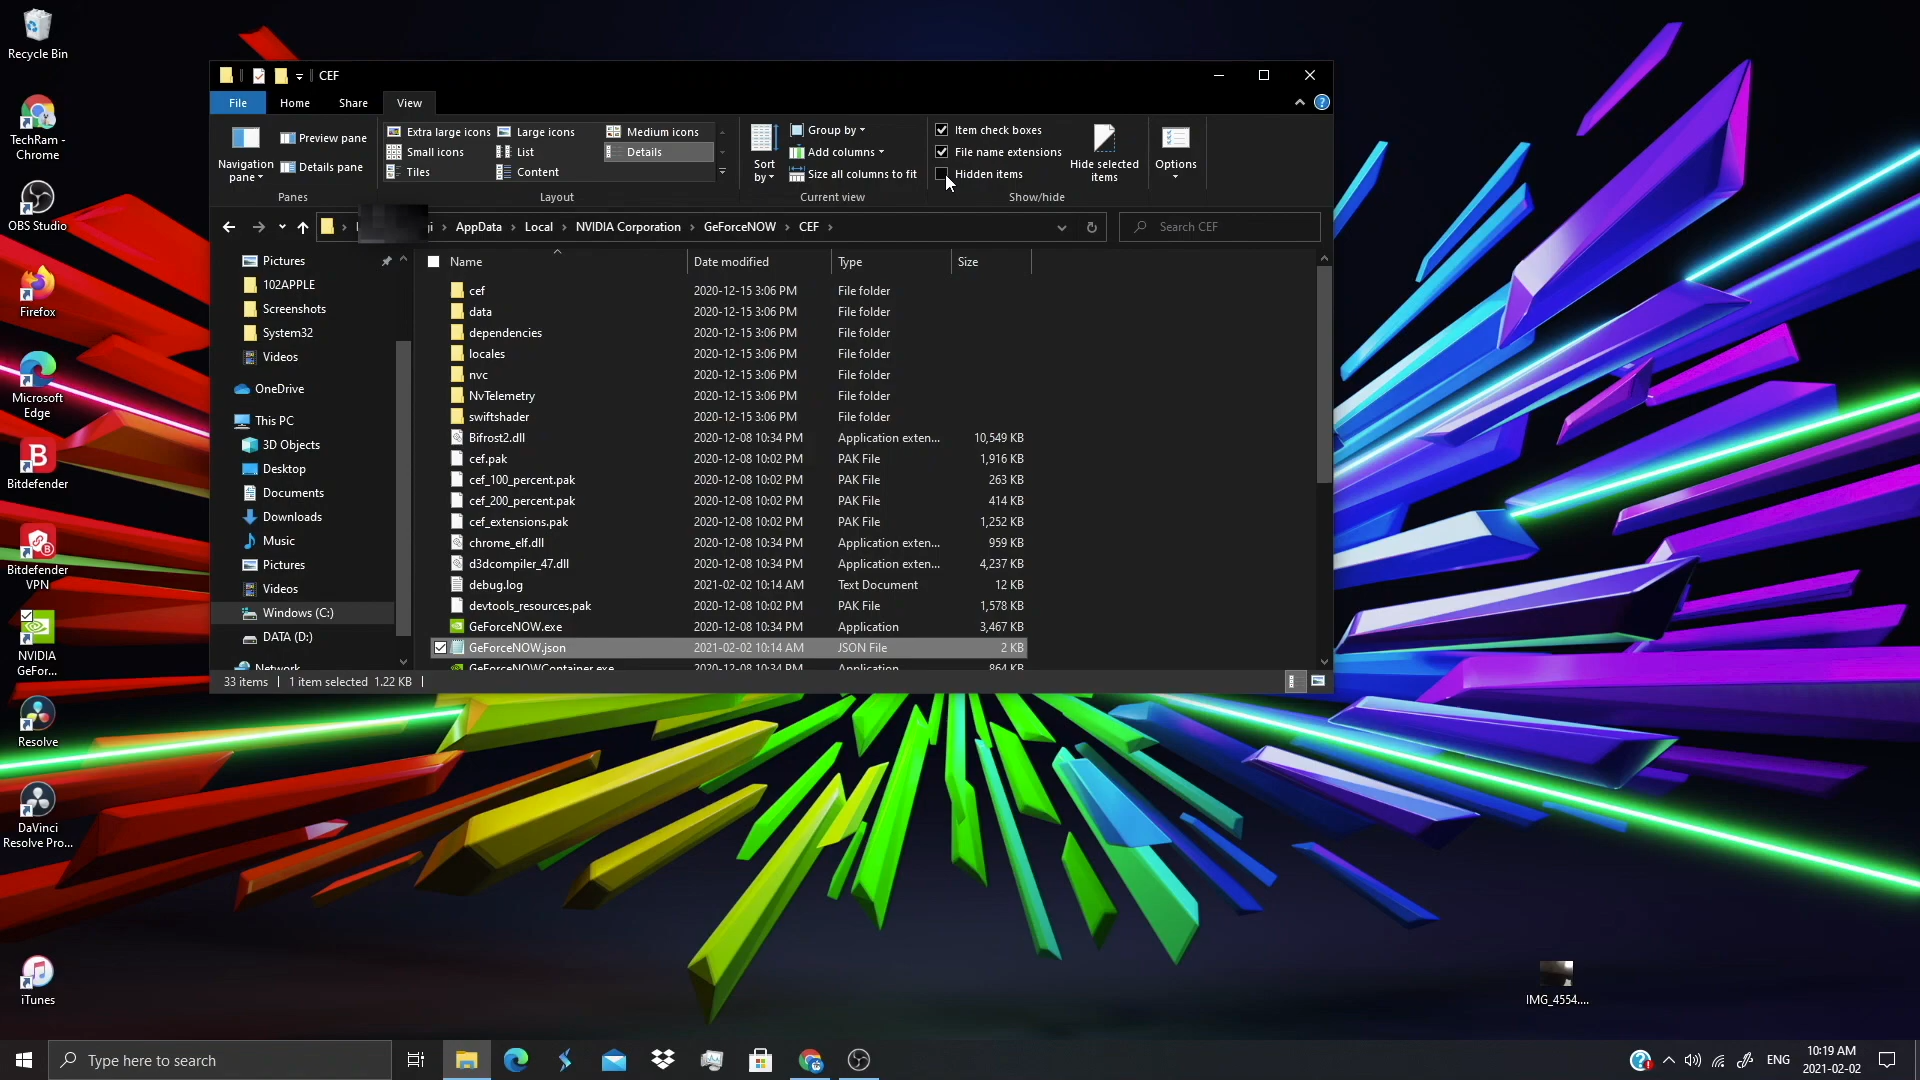 Recycle Bin
TechRam -
Chrome
OBS Studio
Firefox
Microsoft
Edge
Bitdefender
Bitdefender
VPN
NVIDIA
GeFor...
Resolve
DaVinci
Resolve Pro...
iTunes
CEF
File Home Share View
Navigation
pane
Preview pane
Details pane
Panes
Extra large icons Large icons Medium icons
Small icons List Details
Tiles Content
Layout
Sort
by
Group by
Add columns
Size all columns to fit
Current view
Item check boxes
File name extensions
Hidden items
Hide selected
items
Show/hide
Options
AppData > Local > NVIDIA Corporation > GeForceNOW > CEF >
Search CEF
Pictures
102APPLE
Screenshots
System32
Videos
OneDrive
This PC
3D Objects
Desktop
Documents
Downloads
Music
Pictures
Videos
Windows (C:)
DATA (D:)
Network
Name Date modified Type Size
cef 2020-12-15 3:06 PM File folder
data 2020-12-15 3:06 PM File folder
dependencies 2020-12-15 3:06 PM File folder
locales 2020-12-15 3:06 PM File folder
nvc 2020-12-15 3:06 PM File folder
NvTelemetry 2020-12-15 3:06 PM File folder
swiftshader 2020-12-15 3:06 PM File folder
Bifrost2.dll 2020-12-08 10:34 PM Application exten... 10,549 KB
cef.pak 2020-12-08 10:02 PM PAK File 1,916 KB
cef_100_percent.pak 2020-12-08 10:02 PM PAK File 263 KB
cef_200_percent.pak 2020-12-08 10:02 PM PAK File 414 KB
cef_extensions.pak 2020-12-08 10:02 PM PAK File 1,252 KB
chrome_elf.dll 2020-12-08 10:34 PM Application exten... 959 KB
d3dcompiler_47.dll 2020-12-08 10:34 PM Application exten... 4,237 KB
debug.log 2021-02-02 10:14 AM Text Document 12 KB
devtools_resources.pak 2020-12-08 10:02 PM PAK File 1,578 KB
GeForceNOW.exe 2020-12-08 10:34 PM Application 3,467 KB
GeForceNOW.json 2021-02-02 10:14 AM JSON File 2 KB
GeForceNOWContainer.exe 2020-12-08 10:34 PM Application 864 KB
33 items 1 item selected 1.22 KB
IMG_4554....
Type here to search
ENG
10:19 AM
2021-02-02